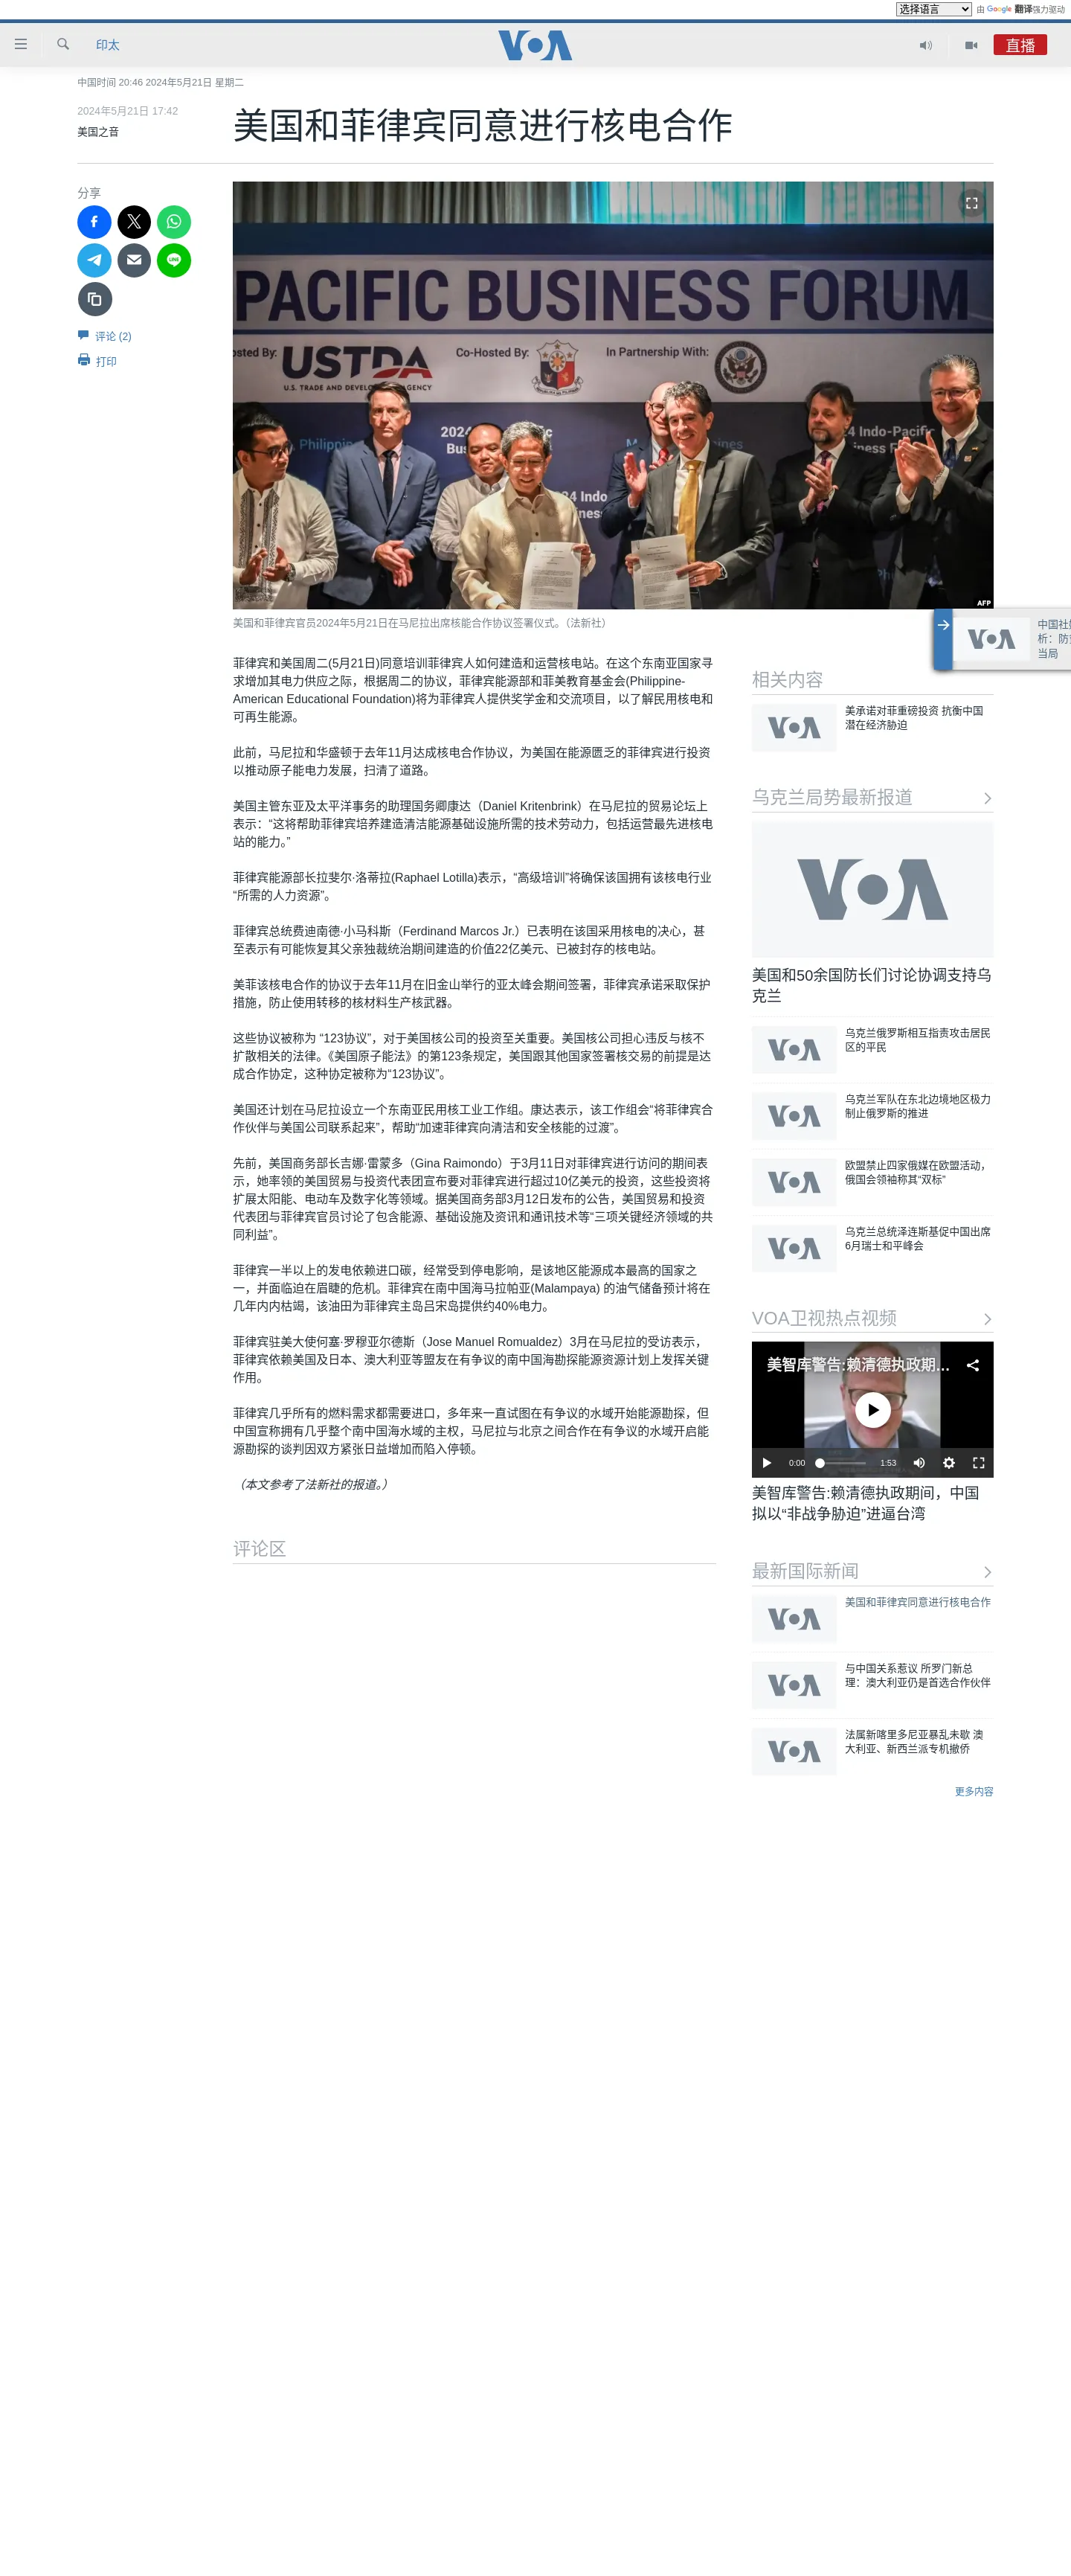 选择语言
由 Google 翻译强力驱动
印太
VOA
直播
中国时间 20:46 2024年5月21日 星期二
2024年5月21日 17:42
美国之音
美国和菲律宾同意进行核电合作
分享
评论 (2)
打印
PACIFIC BUSINESS FORUM
osted By:
Co-Hosted By:
In Partnership With:
USTDA
U.S. TRADE AND DEVELOPMENT AGENCY
AFP
美国和菲律宾官员2024年5月21日在马尼拉出席核能合作协议签署仪式。（法新社）
菲律宾和美国周二(5月21日)同意培训菲律宾人如何建造和运营核电站。在这个东南亚国家寻
求增加其电力供应之际，根据周二的协议，菲律宾能源部和菲美教育基金会(Philippine-
American Educational Foundation)将为菲律宾人提供奖学金和交流项目，以了解民用核电和
可再生能源。
此前，马尼拉和华盛顿于去年11月达成核电合作协议，为美国在能源匮乏的菲律宾进行投资
以推动原子能电力发展，扫清了道路。
美国主管东亚及太平洋事务的助理国务卿康达（Daniel Kritenbrink）在马尼拉的贸易论坛上
表示：“这将帮助菲律宾培养建造清洁能源基础设施所需的技术劳动力，包括运营最先进核电
站的能力。”
菲律宾能源部长拉斐尔·洛蒂拉(Raphael Lotilla)表示，“高级培训”将确保该国拥有该核电行业
“所需的人力资源”。
菲律宾总统费迪南德·小马科斯（Ferdinand Marcos Jr.）已表明在该国采用核电的决心，甚
至表示有可能恢复其父亲独裁统治期间建造的价值22亿美元、已被封存的核电站。
美菲该核电合作的协议于去年11月在旧金山举行的亚太峰会期间签署，菲律宾承诺采取保护
措施，防止使用转移的核材料生产核武器。
这些协议被称为 “123协议”，对于美国核公司的投资至关重要。美国核公司担心违反与核不
扩散相关的法律。《美国原子能法》的第123条规定，美国跟其他国家签署核交易的前提是达
成合作协定，这种协定被称为“123协议”。
美国还计划在马尼拉设立一个东南亚民用核工业工作组。康达表示，该工作组会“将菲律宾合
作伙伴与美国公司联系起来”，帮助“加速菲律宾向清洁和安全核能的过渡”。
先前，美国商务部长吉娜·雷蒙多（Gina Raimondo）于3月11日对菲律宾进行访问的期间表
示，她率领的美国贸易与投资代表团宣布要对菲律宾进行超过10亿美元的投资，这些投资将
扩展太阳能、电动车及数字化等领域。据美国商务部3月12日发布的公告，美国贸易和投资
代表团与菲律宾官员讨论了包含能源、基础设施及资讯和通讯技术等“三项关键经济领域的共
同利益”。
菲律宾一半以上的发电依赖进口碳，经常受到停电影响，是该地区能源成本最高的国家之
一，并面临迫在眉睫的危机。菲律宾在南中国海马拉帕亚(Malampaya) 的油气储备预计将在
几年内内枯竭，该油田为菲律宾主岛吕宋岛提供约40%电力。
菲律宾驻美大使何塞·罗穆亚尔德斯（Jose Manuel Romualdez）3月在马尼拉的受访表示，
菲律宾依赖美国及日本、澳大利亚等盟友在有争议的南中国海勘探能源资源计划上发挥关键
作用。
菲律宾几乎所有的燃料需求都需要进口，多年来一直试图在有争议的水域开始能源勘探，但
中国宣称拥有几乎整个南中国海水域的主权，马尼拉与北京之间合作在有争议的水域开启能
源勘探的谈判因双方紧张日益增加而陷入停顿。
（本文参考了法新社的报道。）
评论区
VOA
中国社
析：防
当局
相关内容
VOA
美承诺对菲重磅投资 抗衡中国
潜在经济胁迫
乌克兰局势最新报道
VOA
美国和50余国防长们讨论协调支持乌
克兰
VOA
乌克兰俄罗斯相互指责攻击居民
区的平民
VOA
乌克兰军队在东北边境地区极力
制止俄罗斯的推进
VOA
欧盟禁止四家俄媒在欧盟活动，
俄国会领袖称其“双标”
VOA
乌克兰总统泽连斯基促中国出席
6月瑞士和平峰会
VOA卫视热点视频
美智库警告:赖清德执政期...
0:00
1:53
美智库警告:赖清德执政期间，中国
拟以“非战争胁迫”进逼台湾
最新国际新闻
VOA
美国和菲律宾同意进行核电合作
VOA
与中国关系惹议 所罗门新总
理：澳大利亚仍是首选合作伙伴
VOA
法属新喀里多尼亚暴乱未歇 澳
大利亚、新西兰派专机撤侨
更多内容